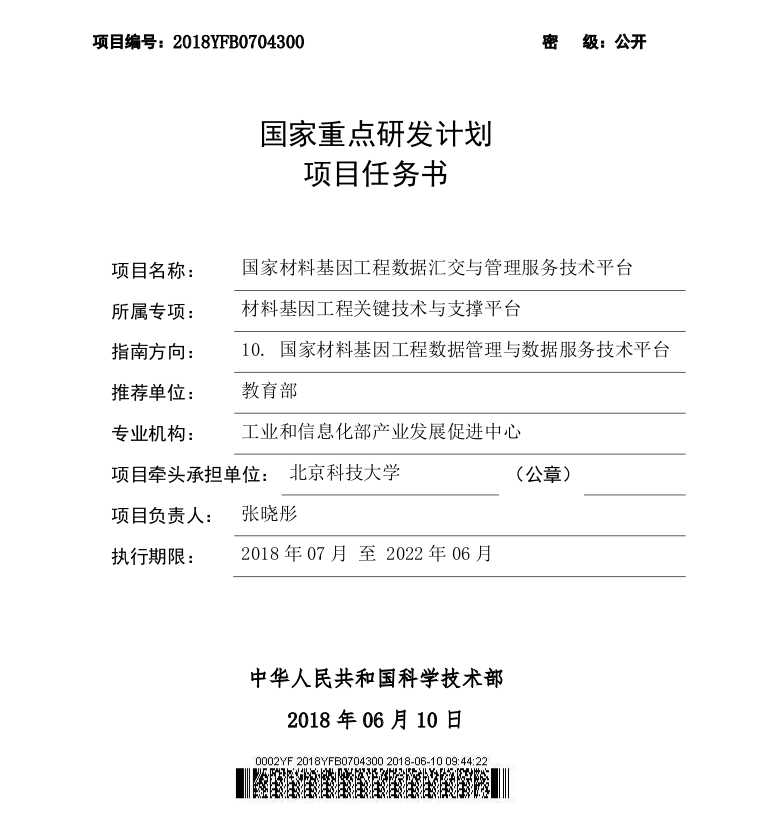 项目编号：2018YFB0704300 密 级：公开
国家重点研发计划
项目任务书
项目名称： 国家材料基因工程数据汇交与管理服务技术平台
所属专项： 材料基因工程关键技术与支撑平台
指南方向： 10. 国家材料基因工程数据管理与数据服务技术平台
推荐单位： 教育部
专业机构： 工业和信息化部产业发展促进中心
项目牵头承担单位： 北京科技大学 （公章）
项目负责人： 张晓彤
执行期限： 2018 年 07 月 至 2022 年 06 月
中华人民共和国科学技术部
2018 年 06 月 10 日
0002YF 2018YFB0704300 2018-06-10 09:44:22